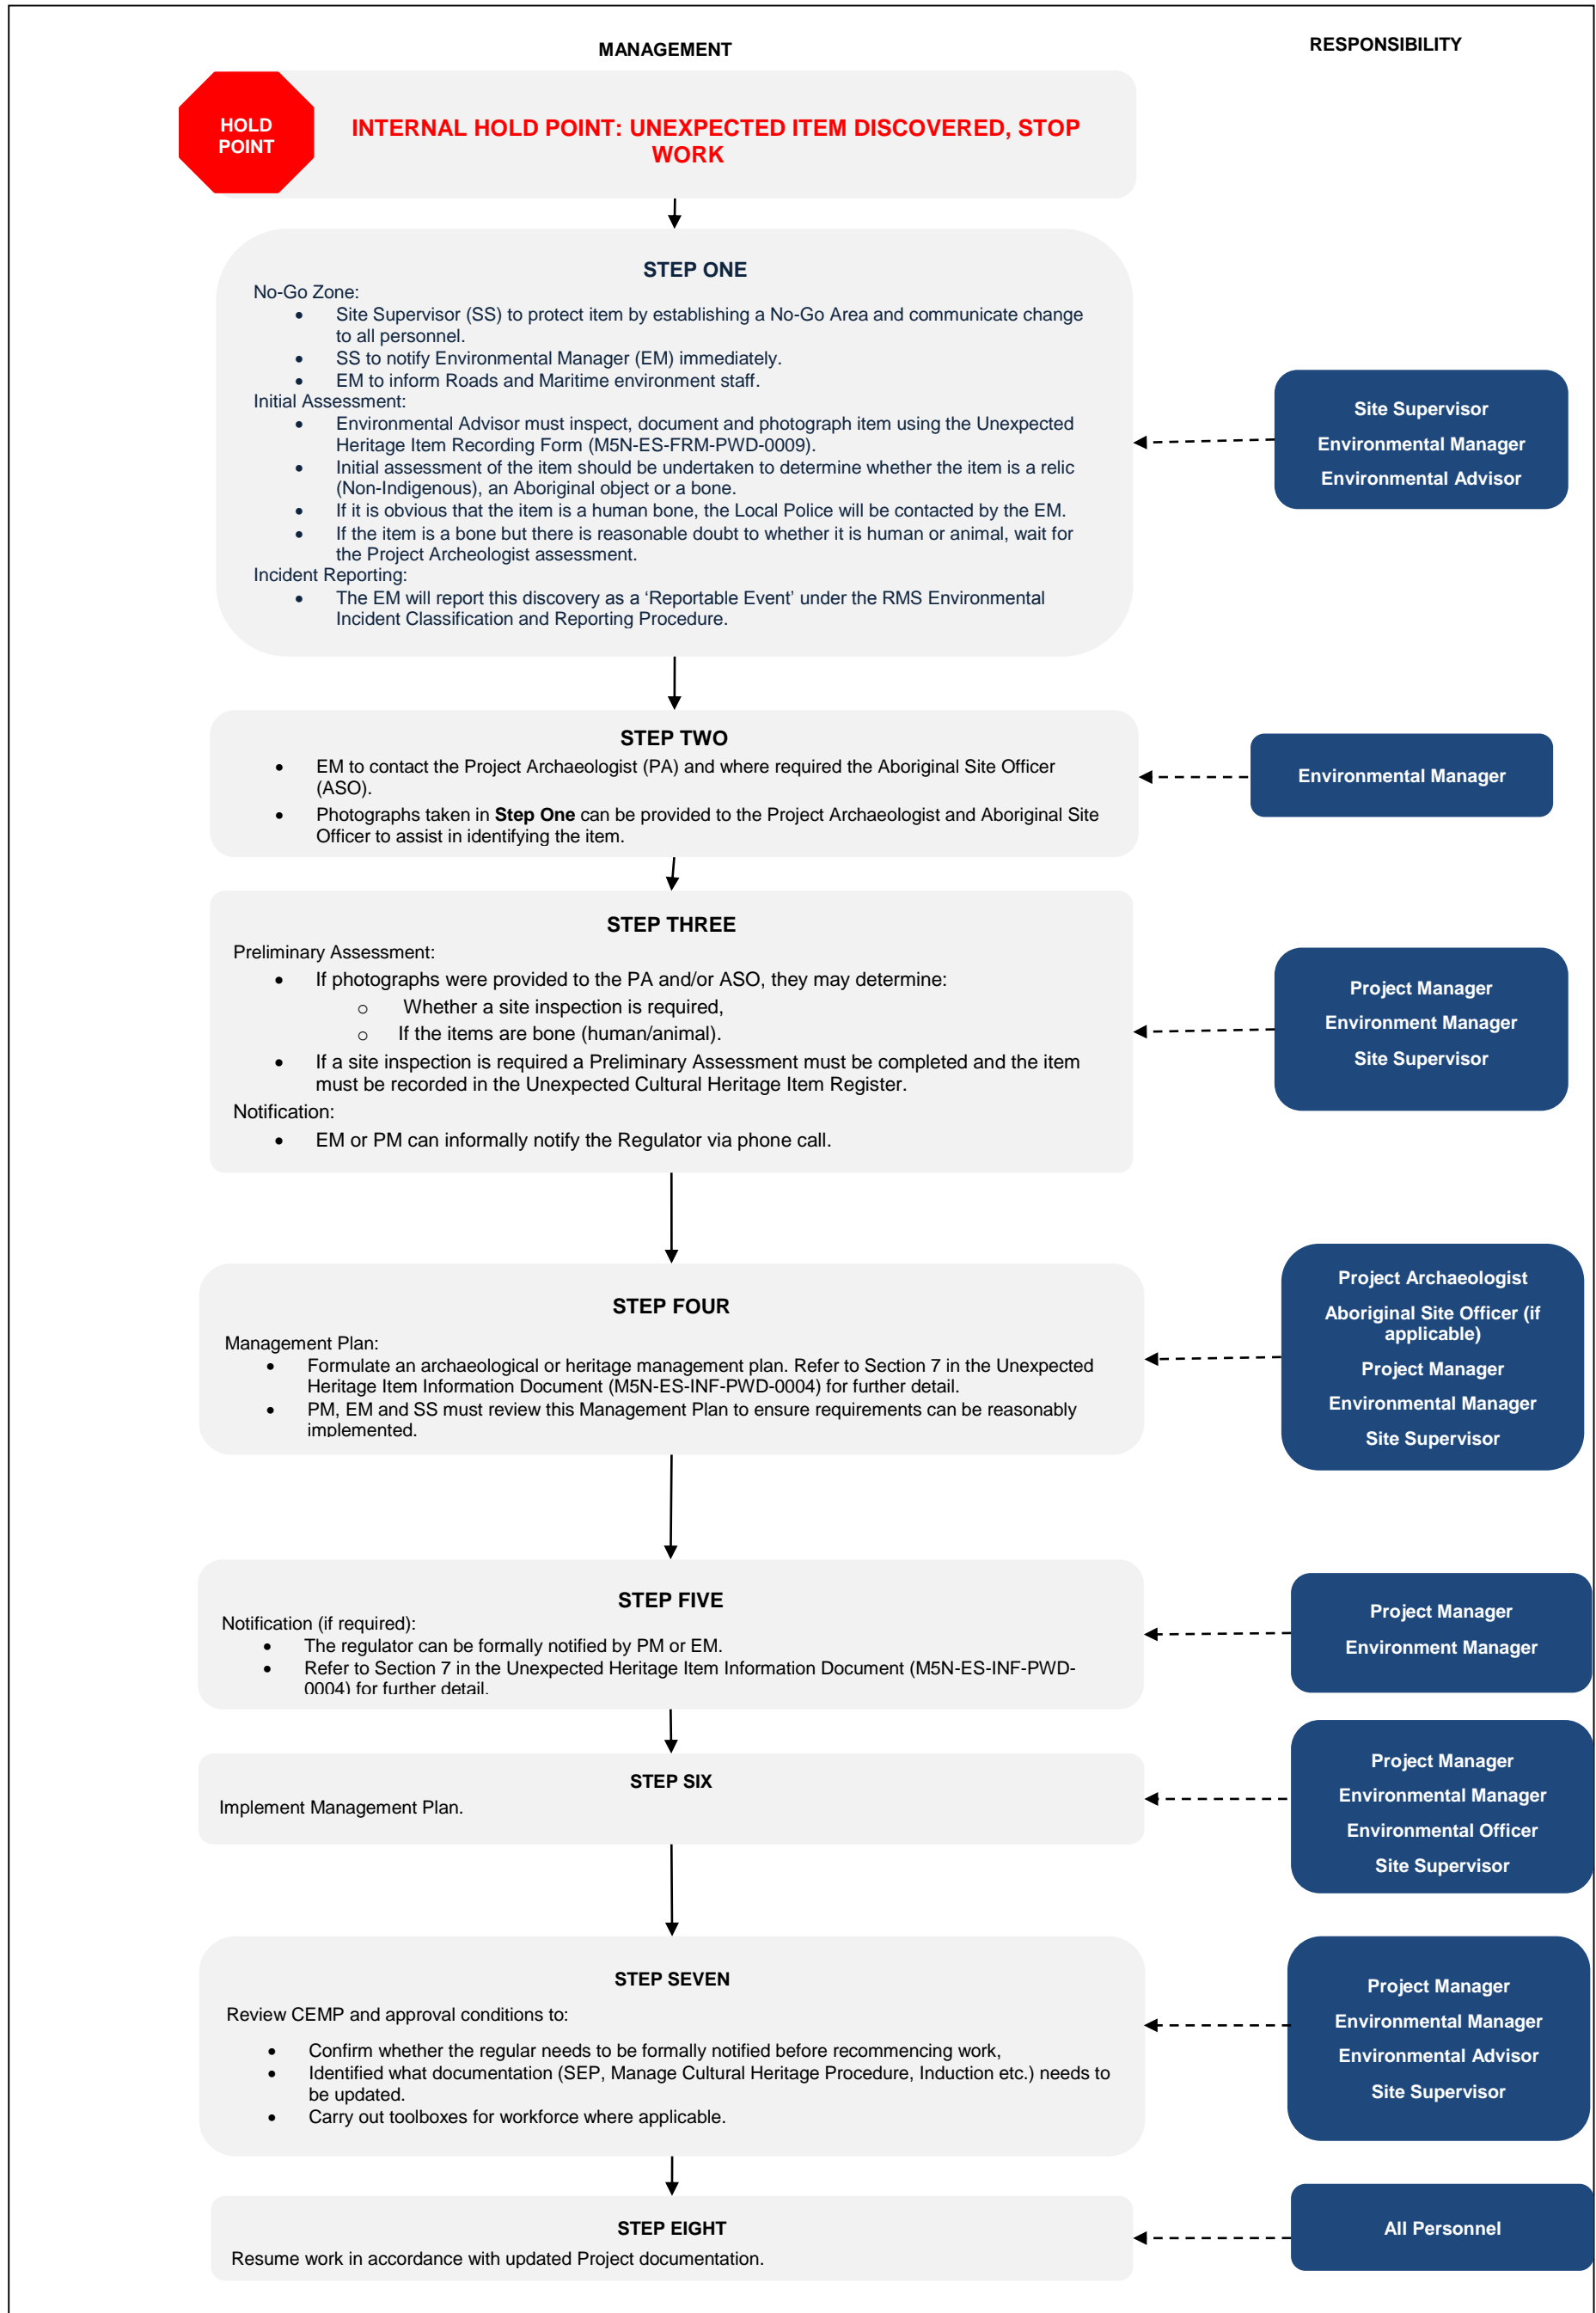 MANAGEMENT
RESPONSIBILITY
HOLD
POINT
INTERNAL HOLD POINT: UNEXPECTED ITEM DISCOVERED, STOP
WORK
STEP ONE
No-Go Zone:
• Site Supervisor (SS) to protect item by establishing a No-Go Area and communicate change
to all personnel.
• SS to notify Environmental Manager (EM) immediately.
• EM to inform Roads and Maritime environment staff.
Initial Assessment:
• Environmental Advisor must inspect, document and photograph item using the Unexpected
Heritage Item Recording Form (M5N-ES-FRM-PWD-0009).
• Initial assessment of the item should be undertaken to determine whether the item is a relic
(Non-Indigenous), an Aboriginal object or a bone.
• If it is obvious that the item is a human bone, the Local Police will be contacted by the EM.
• If the item is a bone but there is reasonable doubt to whether it is human or animal, wait for
the Project Archeologist assessment.
Incident Reporting:
• The EM will report this discovery as a ‘Reportable Event’ under the RMS Environmental
Incident Classification and Reporting Procedure.
Site Supervisor
Environmental Manager
Environmental Advisor
STEP TWO
• EM to contact the Project Archaeologist (PA) and where required the Aboriginal Site Officer
(ASO).
• Photographs taken in Step One can be provided to the Project Archaeologist and Aboriginal Site
Officer to assist in identifying the item.
Environmental Manager
STEP THREE
Preliminary Assessment:
• If photographs were provided to the PA and/or ASO, they may determine:
o Whether a site inspection is required,
o If the items are bone (human/animal).
• If a site inspection is required a Preliminary Assessment must be completed and the item
must be recorded in the Unexpected Cultural Heritage Item Register.
Notification:
• EM or PM can informally notify the Regulator via phone call.
Project Manager
Environment Manager
Site Supervisor
STEP FOUR
Management Plan:
• Formulate an archaeological or heritage management plan. Refer to Section 7 in the Unexpected
Heritage Item Information Document (M5N-ES-INF-PWD-0004) for further detail.
• PM, EM and SS must review this Management Plan to ensure requirements can be reasonably
implemented.
Project Archaeologist
Aboriginal Site Officer (if
applicable)
Project Manager
Environmental Manager
Site Supervisor
STEP FIVE
Notification (if required):
• The regulator can be formally notified by PM or EM.
• Refer to Section 7 in the Unexpected Heritage Item Information Document (M5N-ES-INF-PWD-
0004) for further detail.
Project Manager
Environment Manager
STEP SIX
Implement Management Plan.
Project Manager
Environmental Manager
Environmental Officer
Site Supervisor
STEP SEVEN
Review CEMP and approval conditions to:
• Confirm whether the regular needs to be formally notified before recommencing work,
• Identified what documentation (SEP, Manage Cultural Heritage Procedure, Induction etc.) needs to
be updated.
• Carry out toolboxes for workforce where applicable.
Project Manager
Environmental Manager
Environmental Advisor
Site Supervisor
STEP EIGHT
Resume work in accordance with updated Project documentation.
All Personnel